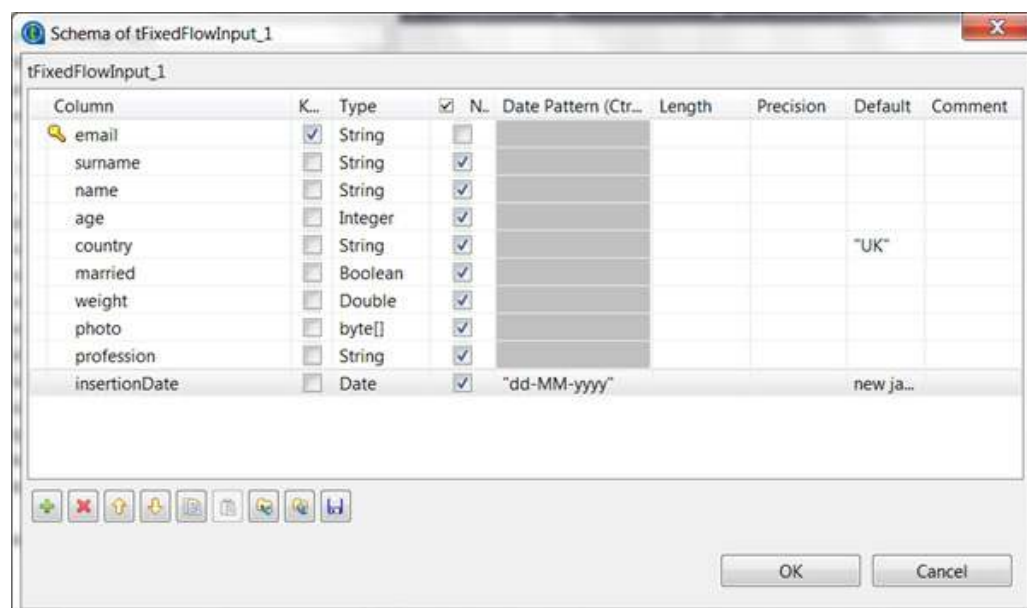 Schema of tFixedFlowInput_1
tFixedFlowInput_1
Column K... Type N.. Date Pattern (Ctr... Length Precision Default Comment
email String
surname String
name String
age Integer
country String "UK"
married Boolean
weight Double
photo byte[]
profession String
insertionDate Date "dd-MM-yyyy" new ja...
OK Cancel